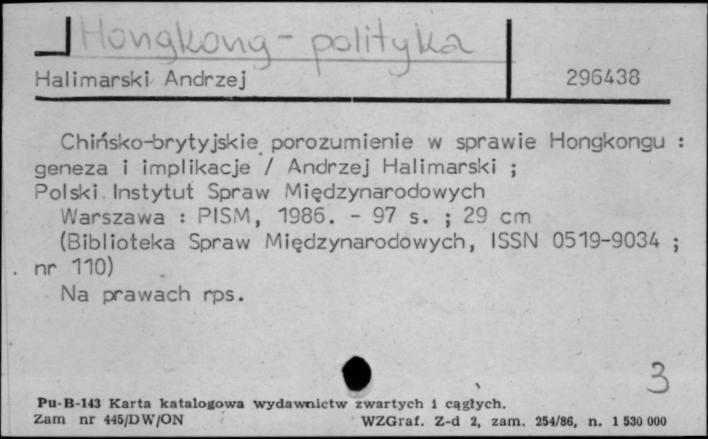 Hongkong - polityka
Halimarski Andrzej 296438
Chińsko-brytyjskie porozumienie w sprawie Hongkongu :
geneza i implikacje / Andrzej Halimarski ;
Polski Instytut Spraw Międzynarodowych
Warszawa : PISM, 1986. - 97 s. ; 29 cm
(Biblioteka Spraw Międzynarodowych, ISSN 0519-9034 ;
nr 110)
Na prawach rps.
3
Pu-B-143 Karta katalogowa wydawnictw zwartych i ciągłych.
Zam nr 445/DW/ON WZGraf. Z-d 2, zam. 254/86, n. 1 530 000